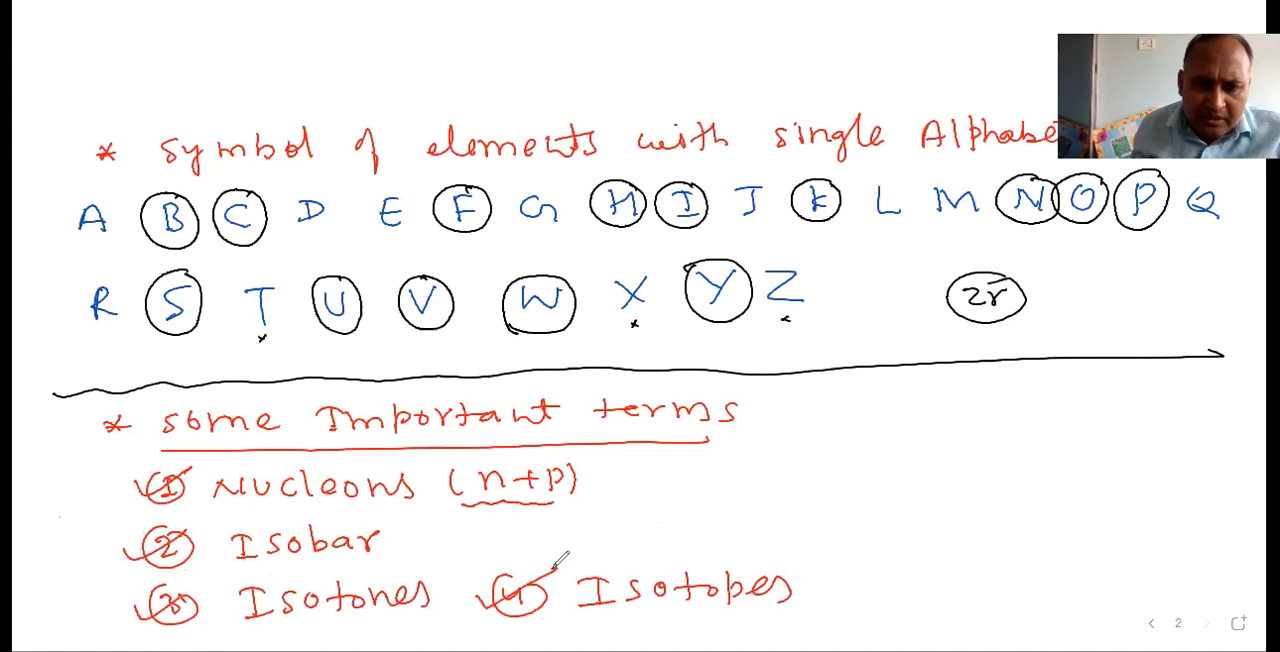 * Symbol of elements with single Alphabe
A B C D E F G H I J K L M N O P Q
R S T U V W X Y Z Zr
* some Important terms
① Nucleons (n+p)
② Isobar
③ Isotones ④ Isotopes
2